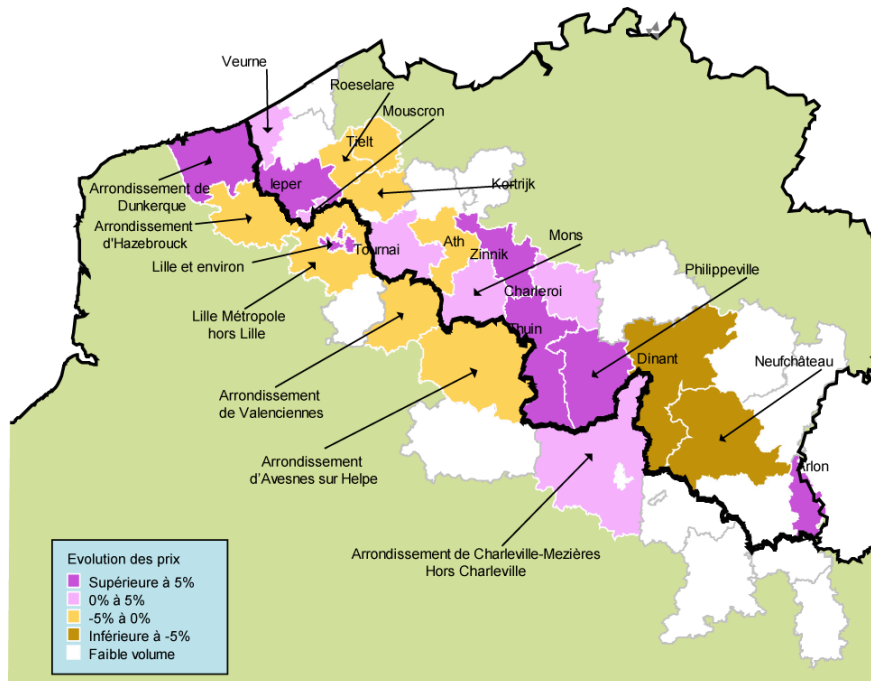 Veurne
Roeselare
Mouscron
Tielt
Ieper
Kortrijk
Arrondissement de
Dunkerque
Arrondissement
d'Hazebrouck
Lille et environ
Tournai
Ath
Zinnik
Mons
Philippeville
Charleroi
Lille Métropole
hors Lille
Thuin
Dinant
Neufchâteau
Arrondissement
de Valenciennes
Arrondissement
d'Avesnes sur Helpe
Arlon
Arrondissement de Charleville-Mezières
Hors Charleville
Evolution des prix
Supérieure à 5%
0% à 5%
-5% à 0%
Inférieure à -5%
Faible volume